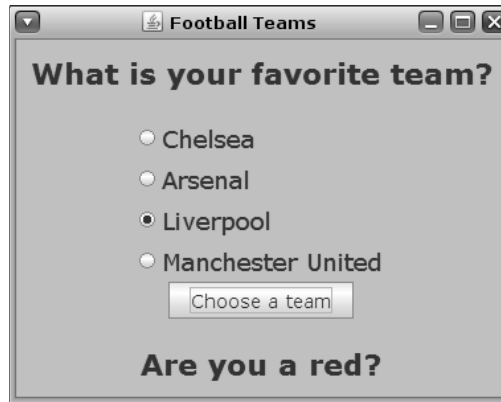 Football Teams
What is your favorite team?
Chelsea
Arsenal
Liverpool
Manchester United
Choose a team
Are you a red?